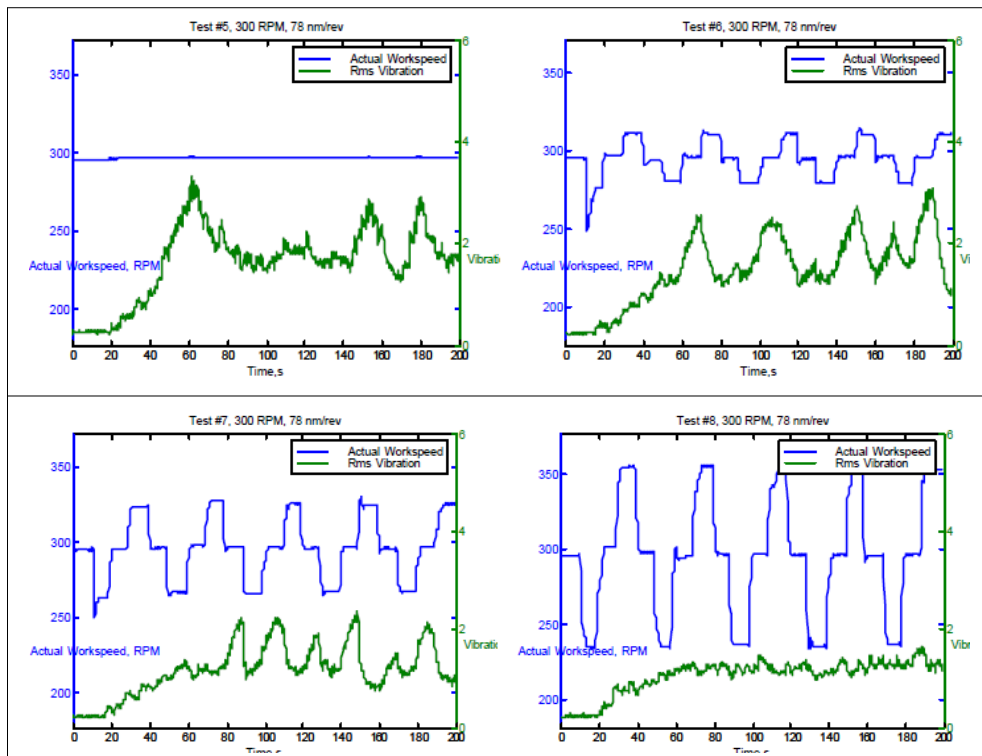 Test #5, 300 RPM, 78 nm/rev
Actual Workspeed
Rms Vibration
350
300
250
200
6
4
2
0
Actual Workspeed, RPM
Vibratio
0 20 40 60 80 100 120 140 160 180 200
Time,s
Test #6, 300 RPM, 78 nm/rev
Actual Workspeed
Rms Vibration
350
300
250
200
6
4
2
0
Actual Workspeed, RPM
Vi
0 20 40 60 80 100 120 140 160 180 200
Time,s
Test #7, 300 RPM, 78 nm/rev
Actual Workspeed
Rms Vibration
350
300
250
200
6
4
2
0
Actual Workspeed, RPM
Vibratio
0 20 40 60 80 100 120 140 160 180 200
Time,s
Test #8, 300 RPM, 78 nm/rev
Actual Workspeed
Rms Vibration
350
300
250
200
6
4
2
0
Actual Workspeed, RPM
Vibr
0 20 40 60 80 100 120 140 160 180 200
Time,s